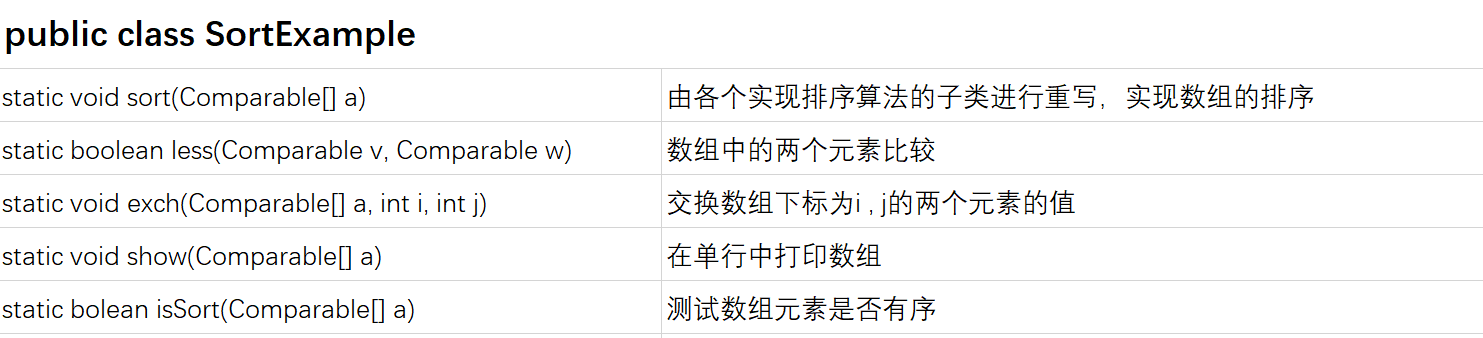 public class SortExample
static void sort(Comparable[] a) 由各个实现排序算法的子类进行重写，实现数组的排序
static boolean less(Comparable v, Comparable w) 数组中的两个元素比较
static void exch(Comparable[] a, int i, int j) 交换数组下标为i , j的两个元素的值
static void show(Comparable[] a) 在单行中打印数组
static bolean isSort(Comparable[] a) 测试数组元素是否有序